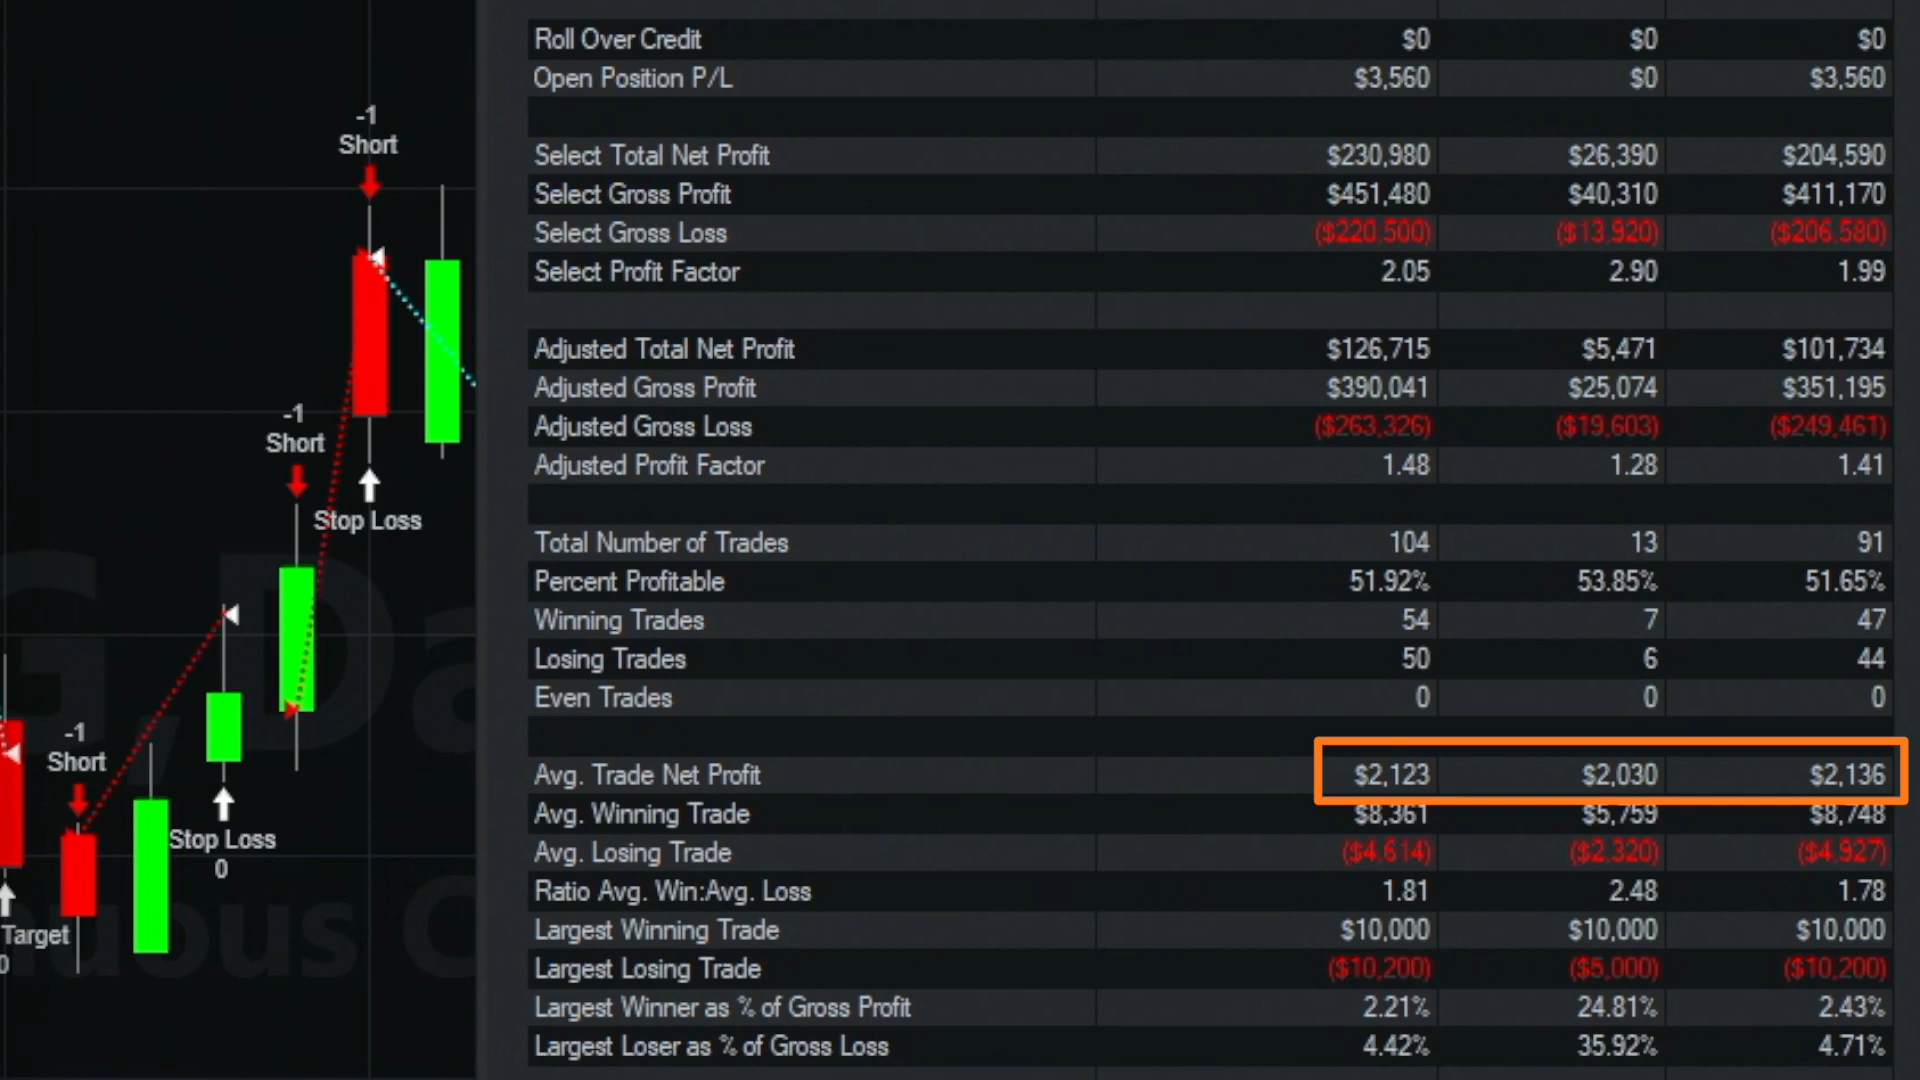 -1
Short
-1
Short
Stop Loss
-1
Short
Stop Loss
0
Target
0
G, Da
uous C
Roll Over Credit $0 $0 $0
Open Position P/L $3,560 $0 $3,560
Select Total Net Profit $230,980 $26,390 $204,590
Select Gross Profit $451,480 $40,310 $411,170
Select Gross Loss ($220,500) ($13,920) ($206,580)
Select Profit Factor 2.05 2.90 1.99
Adjusted Total Net Profit $126,715 $5,471 $101,734
Adjusted Gross Profit $390,041 $25,074 $351,195
Adjusted Gross Loss ($263,326) ($19,603) ($249,461)
Adjusted Profit Factor 1.48 1.28 1.41
Total Number of Trades 104 13 91
Percent Profitable 51.92% 53.85% 51.65%
Winning Trades 54 7 47
Losing Trades 50 6 44
Even Trades 0 0 0
Avg. Trade Net Profit $2,123 $2,030 $2,136
Avg. Winning Trade $8,361 $5,759 $8,748
Avg. Losing Trade ($4,614) ($2,320) ($4,927)
Ratio Avg. Win:Avg. Loss 1.81 2.48 1.78
Largest Winning Trade $10,000 $10,000 $10,000
Largest Losing Trade ($10,200) ($5,000) ($10,200)
Largest Winner as % of Gross Profit 2.21% 24.81% 2.43%
Largest Loser as % of Gross Loss 4.42% 35.92% 4.71%